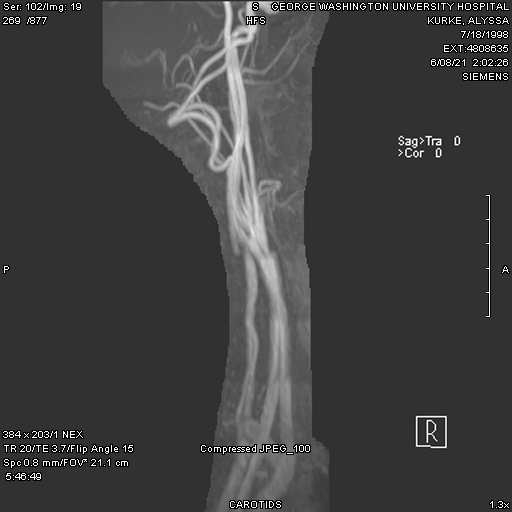 Ser: 102/Img: 19
269 /877
S
HFS
GEORGE WASHINGTON UNIVERSITY HOSPITAL
KURKE, ALYSSA
7/18/1998
EXT:4808635
6/08/21 2:02:26
SIEMENS
Sag>Tra 0
>Cor 0
P
A
384 x 203/1 NEX
TR 20/TE 3.7/Flip Angle 15
Spc 0.8 mm/FOV* 21.1 cm
5:46:49
Compressed JPEG_100
R
CAROTIDS
1.3x